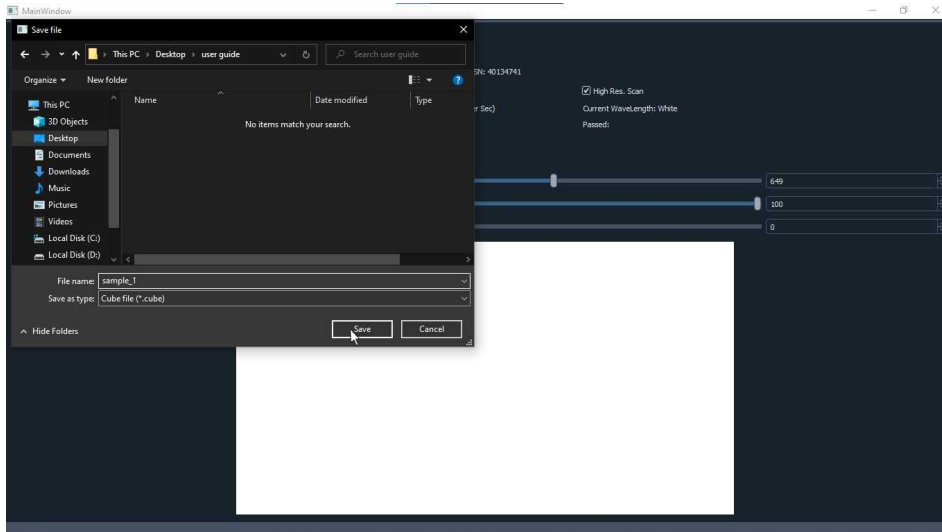 MainWindow
Save file
This PC > Desktop > user guide
Search user guide
Organize
New folder
This PC
3D Objects
Desktop
Documents
Downloads
Music
Pictures
Videos
Local Disk (C:)
Local Disk (D:)
Name
Date modified
Type
No items match your search.
File name: sample_1
Save as type: Cube file (*.cube)
Hide Folders
Save
Cancel
SN: 40134741
High Res. Scan
Sec)
Current WaveLength: White
Passed:
649
100
0